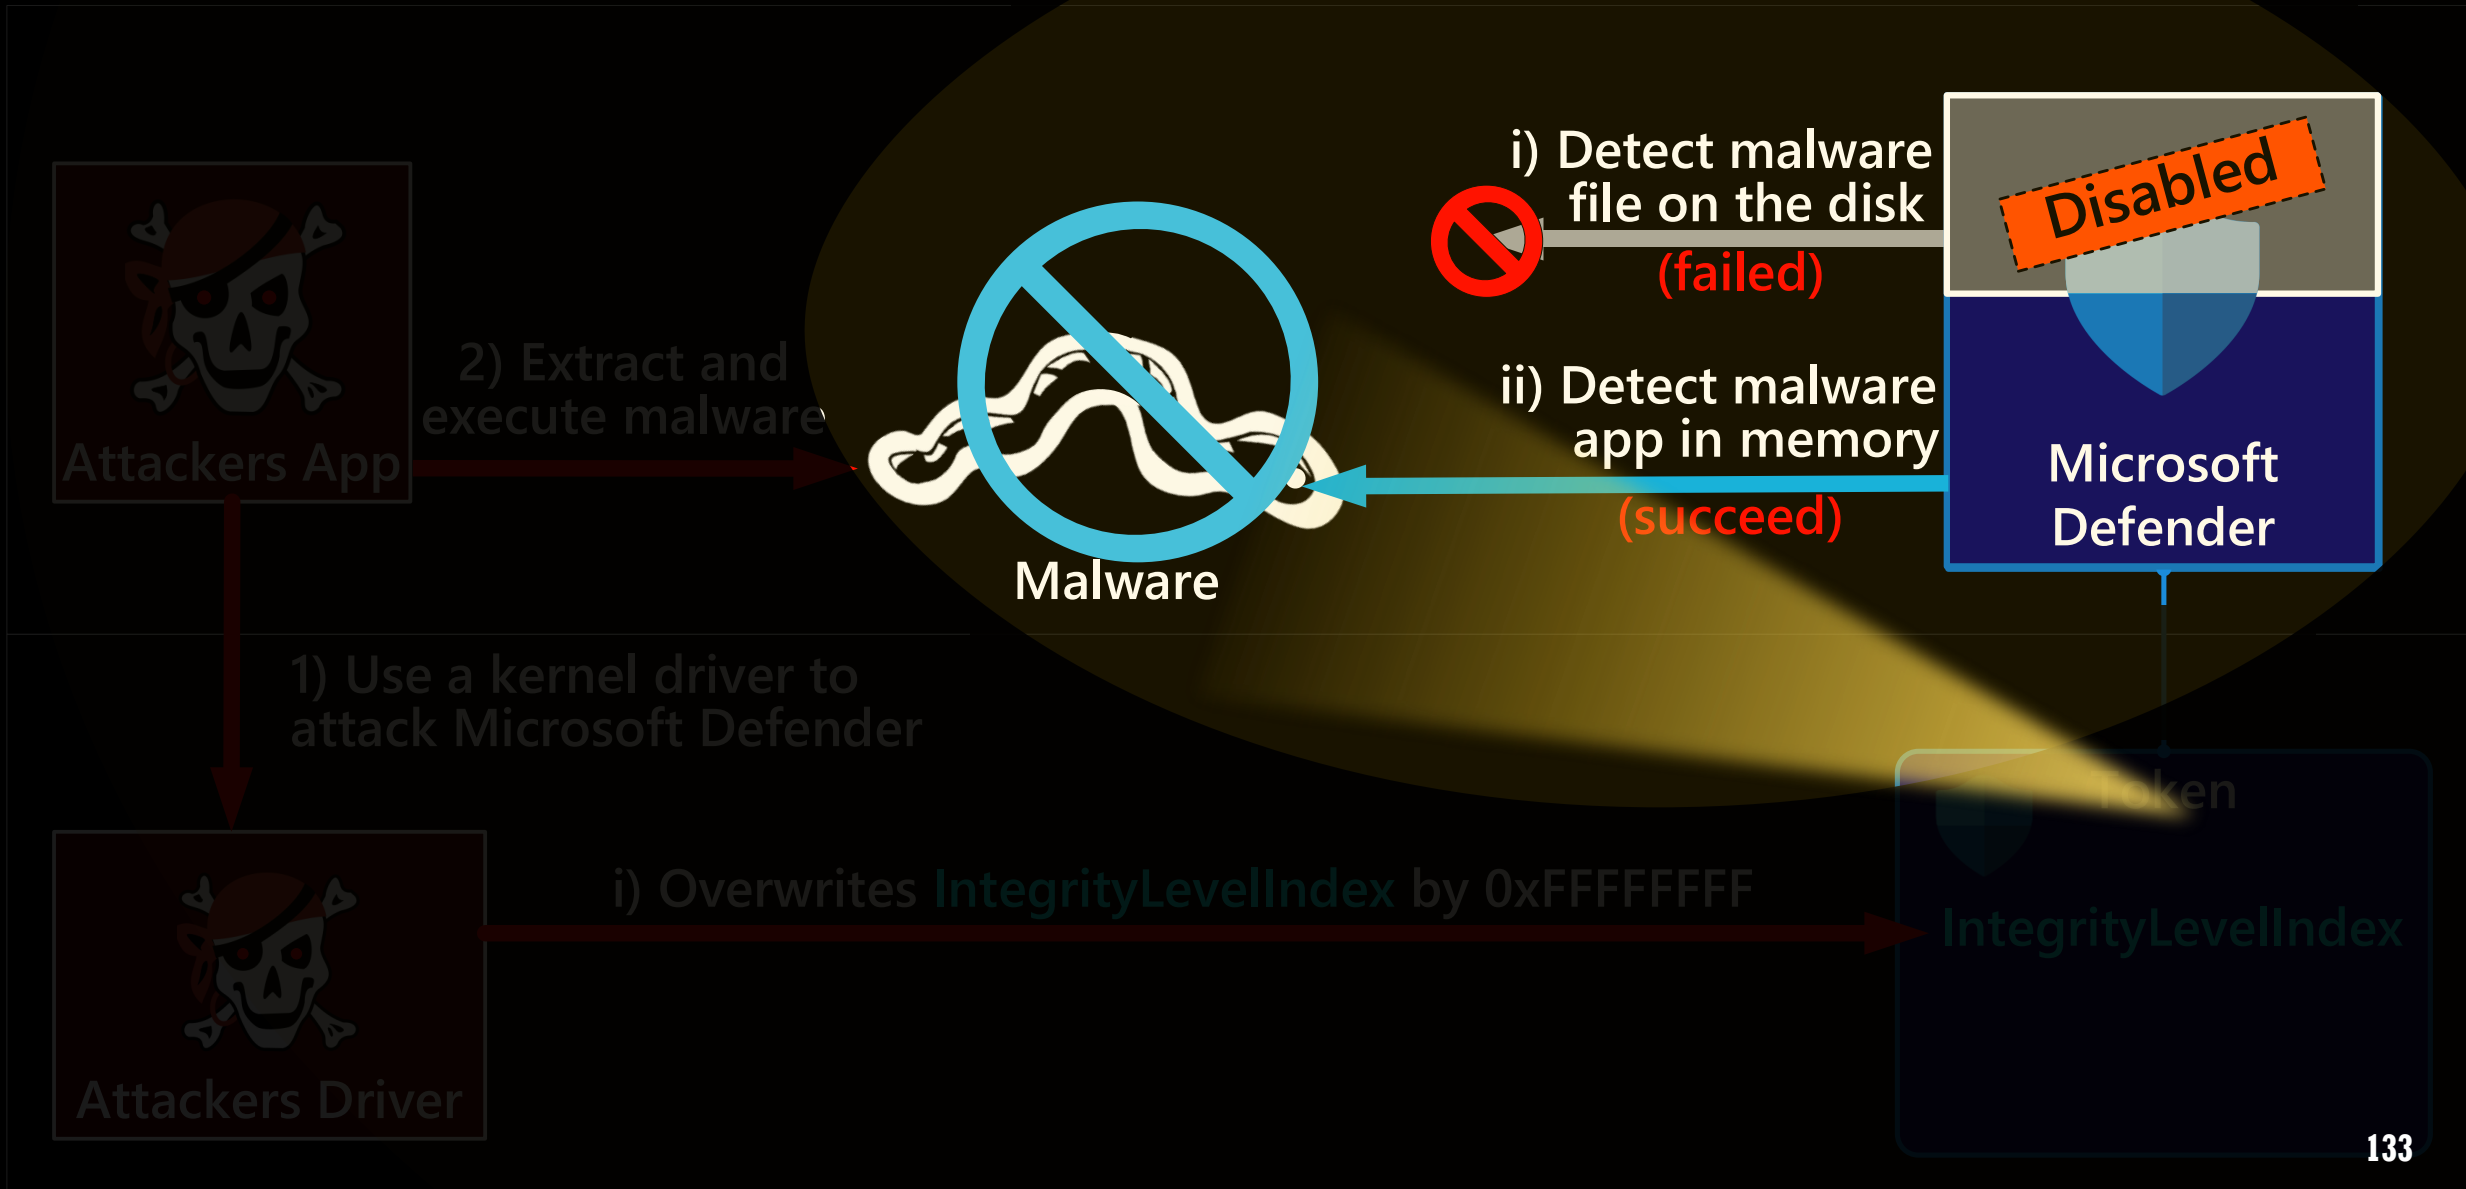 i) Detect malware
file on the disk
(failed)
Disabled
2) Extract and
execute malware
Attackers App
ii) Detect malware
app in memory
(succeed)
Microsoft
Defender
Malware
1) Use a kernel driver to
attack Microsoft Defender
Token
i) Overwrites IntegrityLevelIndex by 0xFFFFFFFF
IntegrityLevelIndex
Attackers Driver
133